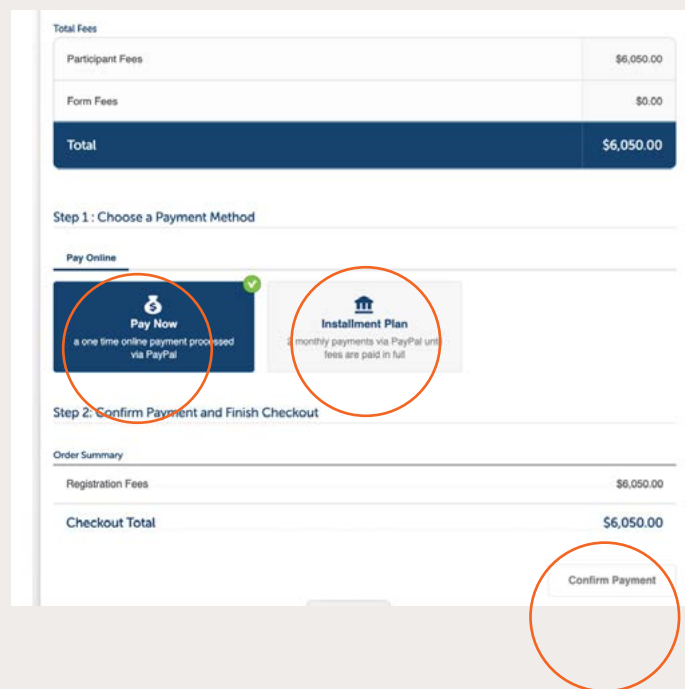 Total Fees
Participant Fees $6,050.00
Form Fees $0.00
Total $6,050.00
Step 1 : Choose a Payment Method
Pay Online
Pay Now
a one time online payment processed
via PayPal
Installment Plan
2 monthly payments via PayPal until
fees are paid in full
Step 2: Confirm Payment and Finish Checkout
Order Summary
Registration Fees $6,050.00
Checkout Total $6,050.00
Confirm Payment